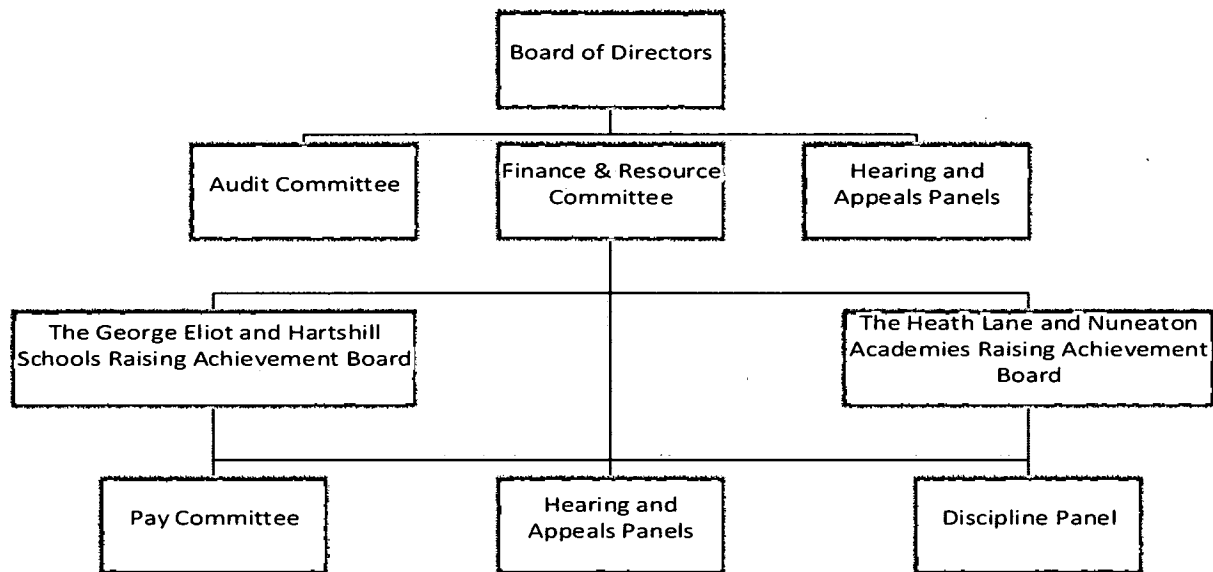 Board of Directors
Audit Committee
Finance & Resource
Committee
Hearing and
Appeals Panels
The George Eliot and Hartshill
Schools Raising Achievement Board
The Heath Lane and Nuneaton
Academies Raising Achievement
Board
Pay Committee
Hearing and
Appeals Panels
Discipline Panel